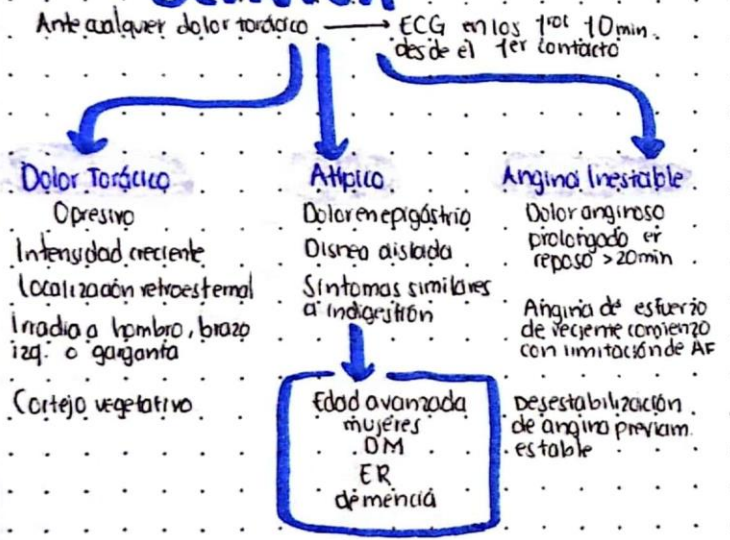 Ante cualquier dolor torácico → ECG en los 1ros 10 min.
desde el 1er contacto
Dolor Torácico
Opresivo
Intensidad creciente
Localización retroesternal
Irradia a hombro, brazo
izq. o garganta
Cortejo vegetativo
Atípico
Dolor en epigástrio
Disnea aislada
Síntomas similares
a indigestión
Edad avanzada
mujeres
DM
ER
demencia
Angina Inestable
Dolor anginoso
prolongado en
reposo >20min
Angina de esfuerzo
de reciente comienzo
con limitación de AF
Desestabilización
de angina previam.
estable